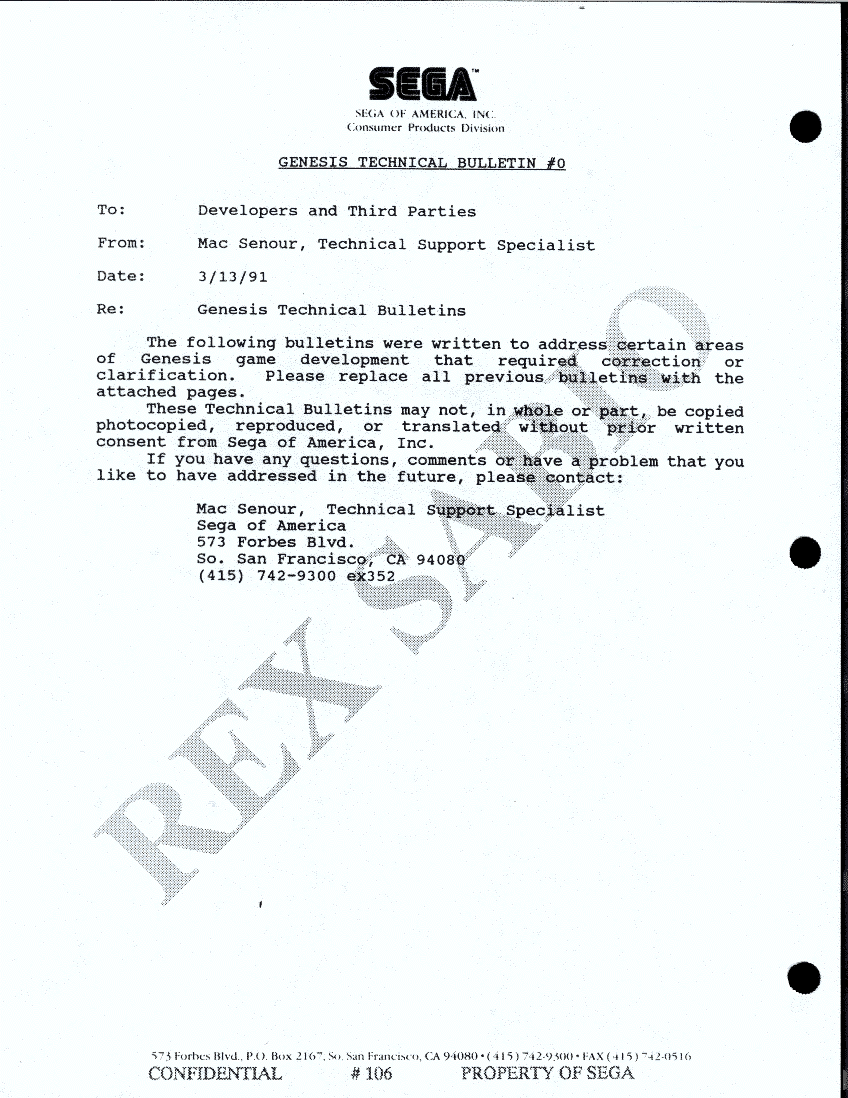 SEGA™
SEGA OF AMERICA, INC.
Consumer Products Division
GENESIS TECHNICAL BULLETIN #0
To: Developers and Third Parties
From: Mac Senour, Technical Support Specialist
Date: 3/13/91
Re: Genesis Technical Bulletins
The following bulletins were written to address certain areas
of Genesis game development that required correction or
clarification. Please replace all previous bulletins with the
attached pages.
These Technical Bulletins may not, in whole or part, be copied
photocopied, reproduced, or translated without prior written
consent from Sega of America, Inc.
If you have any questions, comments or have a problem that you
like to have addressed in the future, please contact:
Mac Senour, Technical Support Specialist
Sega of America
573 Forbes Blvd.
So. San Francisco, CA 94080
(415) 742-9300 ex352
REX SABIO
573 Forbes Blvd., P.O. Box 2167, So. San Francisco, CA 94080 • (415) 742-9300 • FAX (415) 742-0516
CONFIDENTIAL # 106 PROPERTY OF SEGA